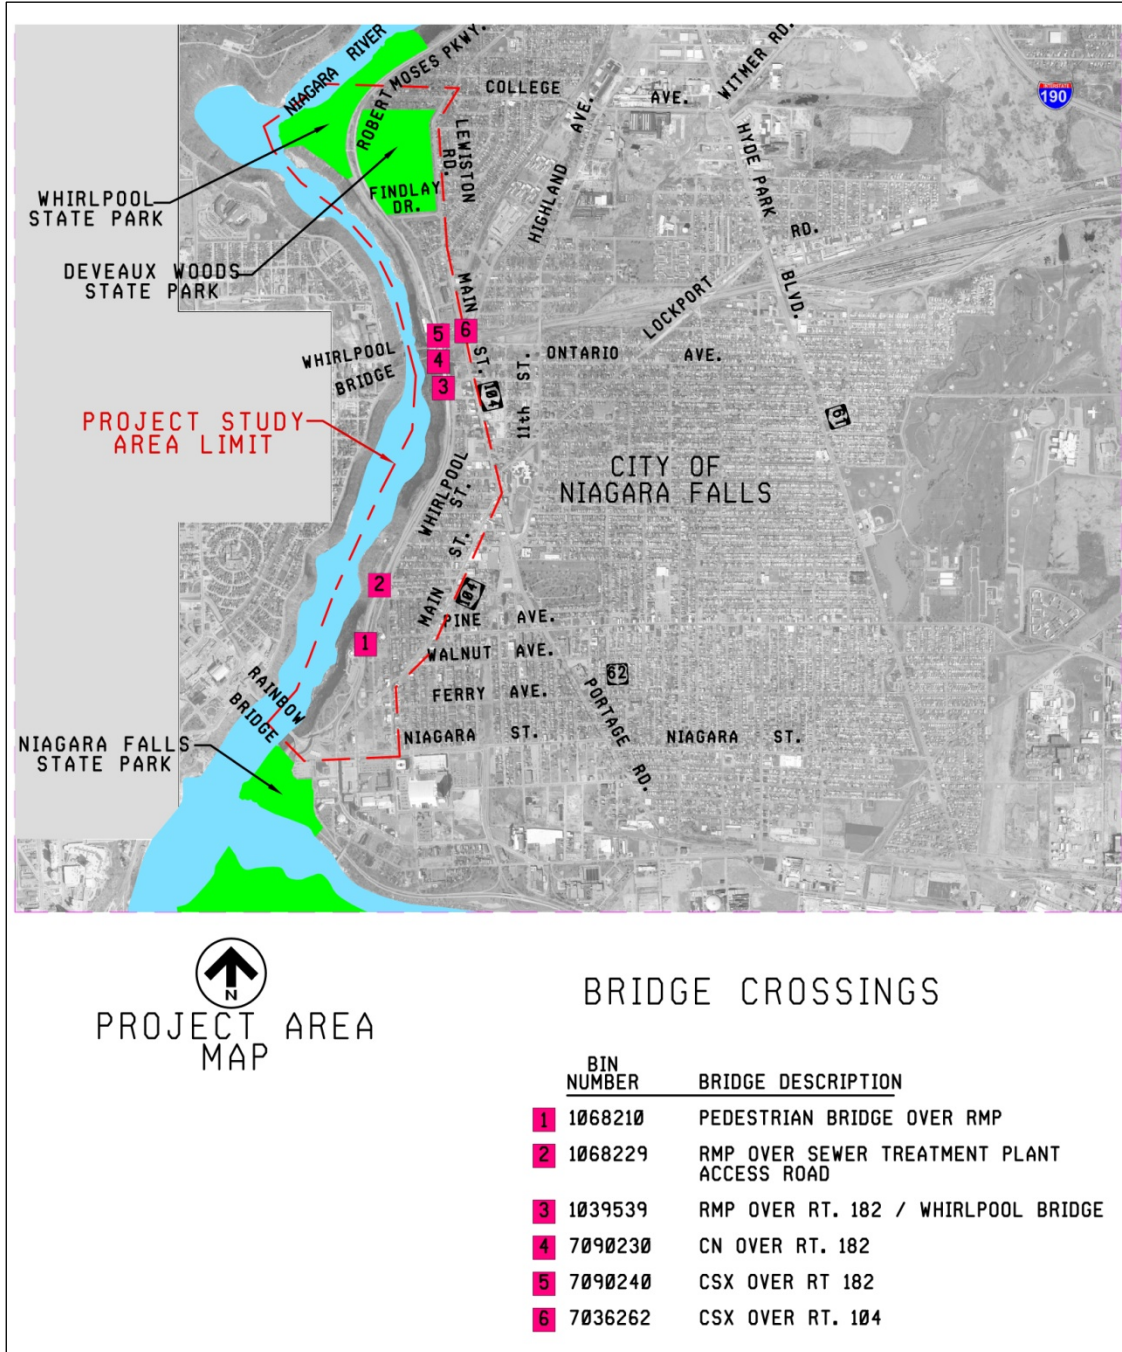 NIAGARA RIVER
ROBERT MOSES PKWY.
COLLEGE AVE.
WITMER RD.
INTERSTATE
190
HIGHLAND AVE.
HYDE PARK BLVD.
LEWISTON RD.
WHIRLPOOL
STATE PARK
FINDLAY
DR.
DEVEAUX WOODS
STATE PARK
MAIN ST.
LOCKPORT RD.
5
6
4
3
WHIRLPOOL
BRIDGE
11th ST.
ONTARIO AVE.
104
61
PROJECT STUDY
AREA LIMIT
CITY OF
NIAGARA FALLS
WHIRLPOOL ST.
2
MAIN ST.
104
PINE AVE.
1
WALNUT AVE.
62
FERRY AVE.
PORTAGE RD.
RAINBOW
BRIDGE
NIAGARA ST.
NIAGARA ST.
NIAGARA FALLS
STATE PARK
N
PROJECT AREA
MAP
BRIDGE CROSSINGS
BIN
NUMBER BRIDGE DESCRIPTION
1 1068210 PEDESTRIAN BRIDGE OVER RMP
2 1068229 RMP OVER SEWER TREATMENT PLANT
ACCESS ROAD
3 1039539 RMP OVER RT. 182 / WHIRLPOOL BRIDGE
4 7090230 CN OVER RT. 182
5 7090240 CSX OVER RT 182
6 7036262 CSX OVER RT. 104